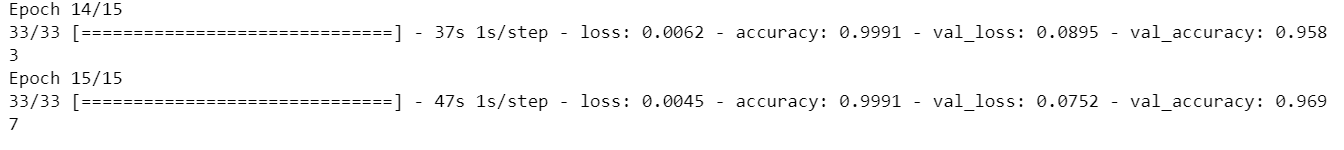 Epoch 14/15
33/33 [==============================] - 37s 1s/step - loss: 0.0062 - accuracy: 0.9991 - val_loss: 0.0895 - val_accuracy: 0.958
3
Epoch 15/15
33/33 [==============================] - 47s 1s/step - loss: 0.0045 - accuracy: 0.9991 - val_loss: 0.0752 - val_accuracy: 0.969
7